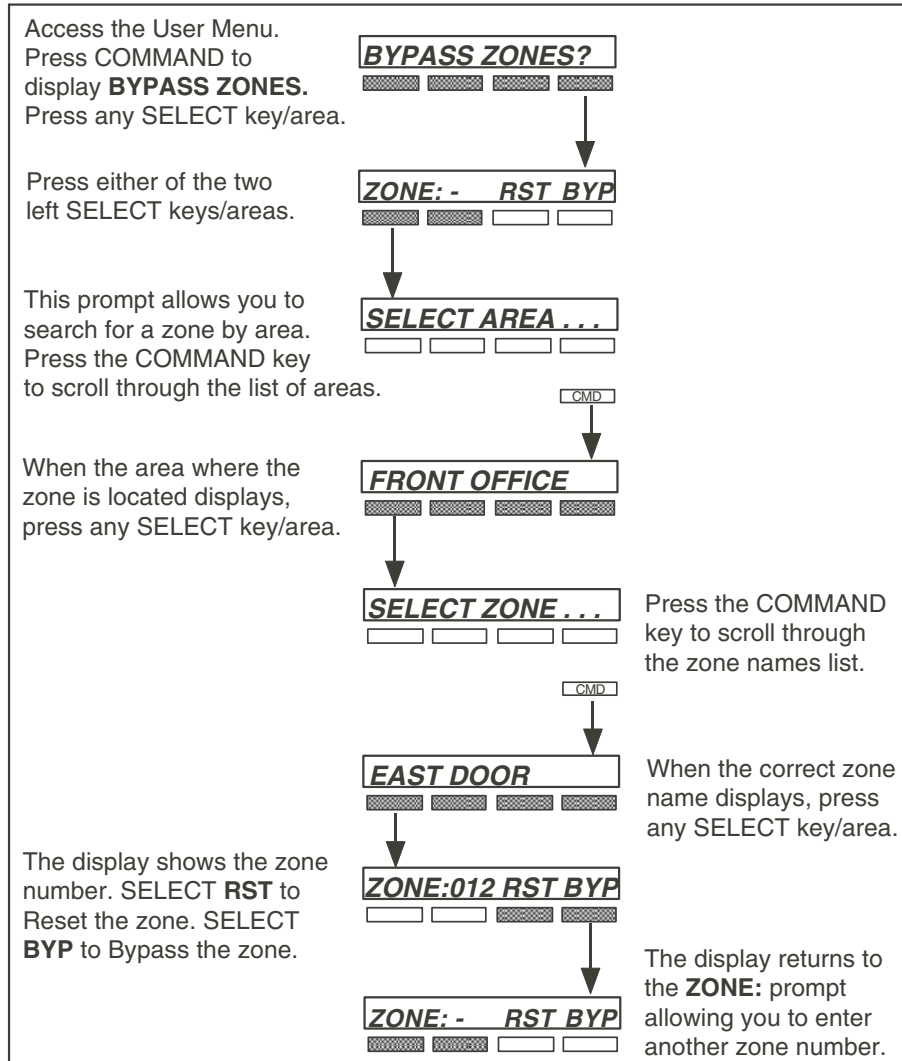 Access the User Menu.
Press COMMAND to
display BYPASS ZONES.
Press any SELECT key/area.
BYPASS ZONES?
Press either of the two
left SELECT keys/areas.
ZONE: - RST BYP
This prompt allows you to
search for a zone by area.
Press the COMMAND key
to scroll through the list of areas.
SELECT AREA . . .
CMD
When the area where the
zone is located displays,
press any SELECT key/area.
FRONT OFFICE
SELECT ZONE . . .
Press the COMMAND
key to scroll through
the zone names list.
CMD
EAST DOOR
When the correct zone
name displays, press
any SELECT key/area.
The display shows the zone
number. SELECT RST to
Reset the zone. SELECT
BYP to Bypass the zone.
ZONE:012 RST BYP
The display returns to
the ZONE: prompt
allowing you to enter
another zone number.
ZONE: - RST BYP